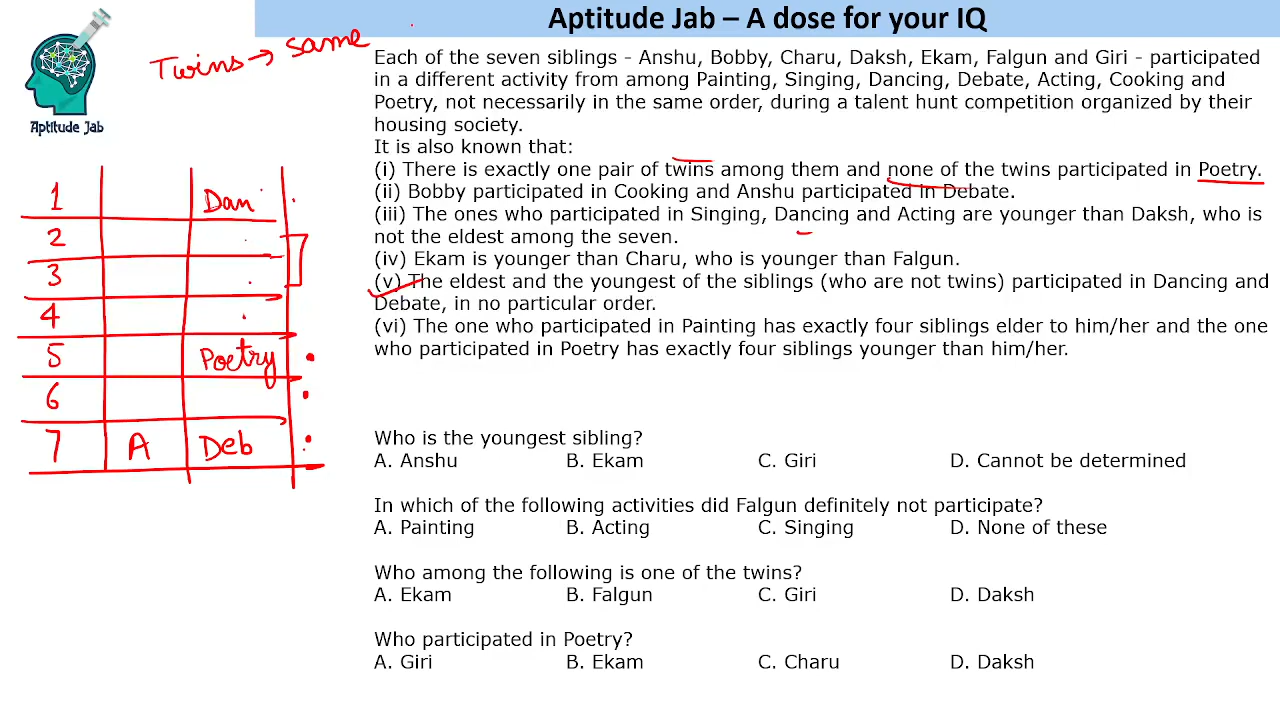 Aptitude Jab – A dose for your IQ
Twins → Same
Aptitude Jab
Each of the seven siblings - Anshu, Bobby, Charu, Daksh, Ekam, Falgun and Giri - participated
in a different activity from among Painting, Singing, Dancing, Debate, Acting, Cooking and
Poetry, not necessarily in the same order, during a talent hunt competition organized by their
housing society.
It is also known that:
(i) There is exactly one pair of twins among them and none of the twins participated in Poetry.
(ii) Bobby participated in Cooking and Anshu participated in Debate.
(iii) The ones who participated in Singing, Dancing and Acting are younger than Daksh, who is
not the eldest among the seven.
(iv) Ekam is younger than Charu, who is younger than Falgun.
(v) The eldest and the youngest of the siblings (who are not twins) participated in Dancing and
Debate, in no particular order.
(vi) The one who participated in Painting has exactly four siblings elder to him/her and the one
who participated in Poetry has exactly four siblings younger than him/her.
1 Dan
2
3
4
5 Poetry
6
7 A Deb
Who is the youngest sibling?
A. Anshu B. Ekam C. Giri D. Cannot be determined
In which of the following activities did Falgun definitely not participate?
A. Painting B. Acting C. Singing D. None of these
Who among the following is one of the twins?
A. Ekam B. Falgun C. Giri D. Daksh
Who participated in Poetry?
A. Giri B. Ekam C. Charu D. Daksh